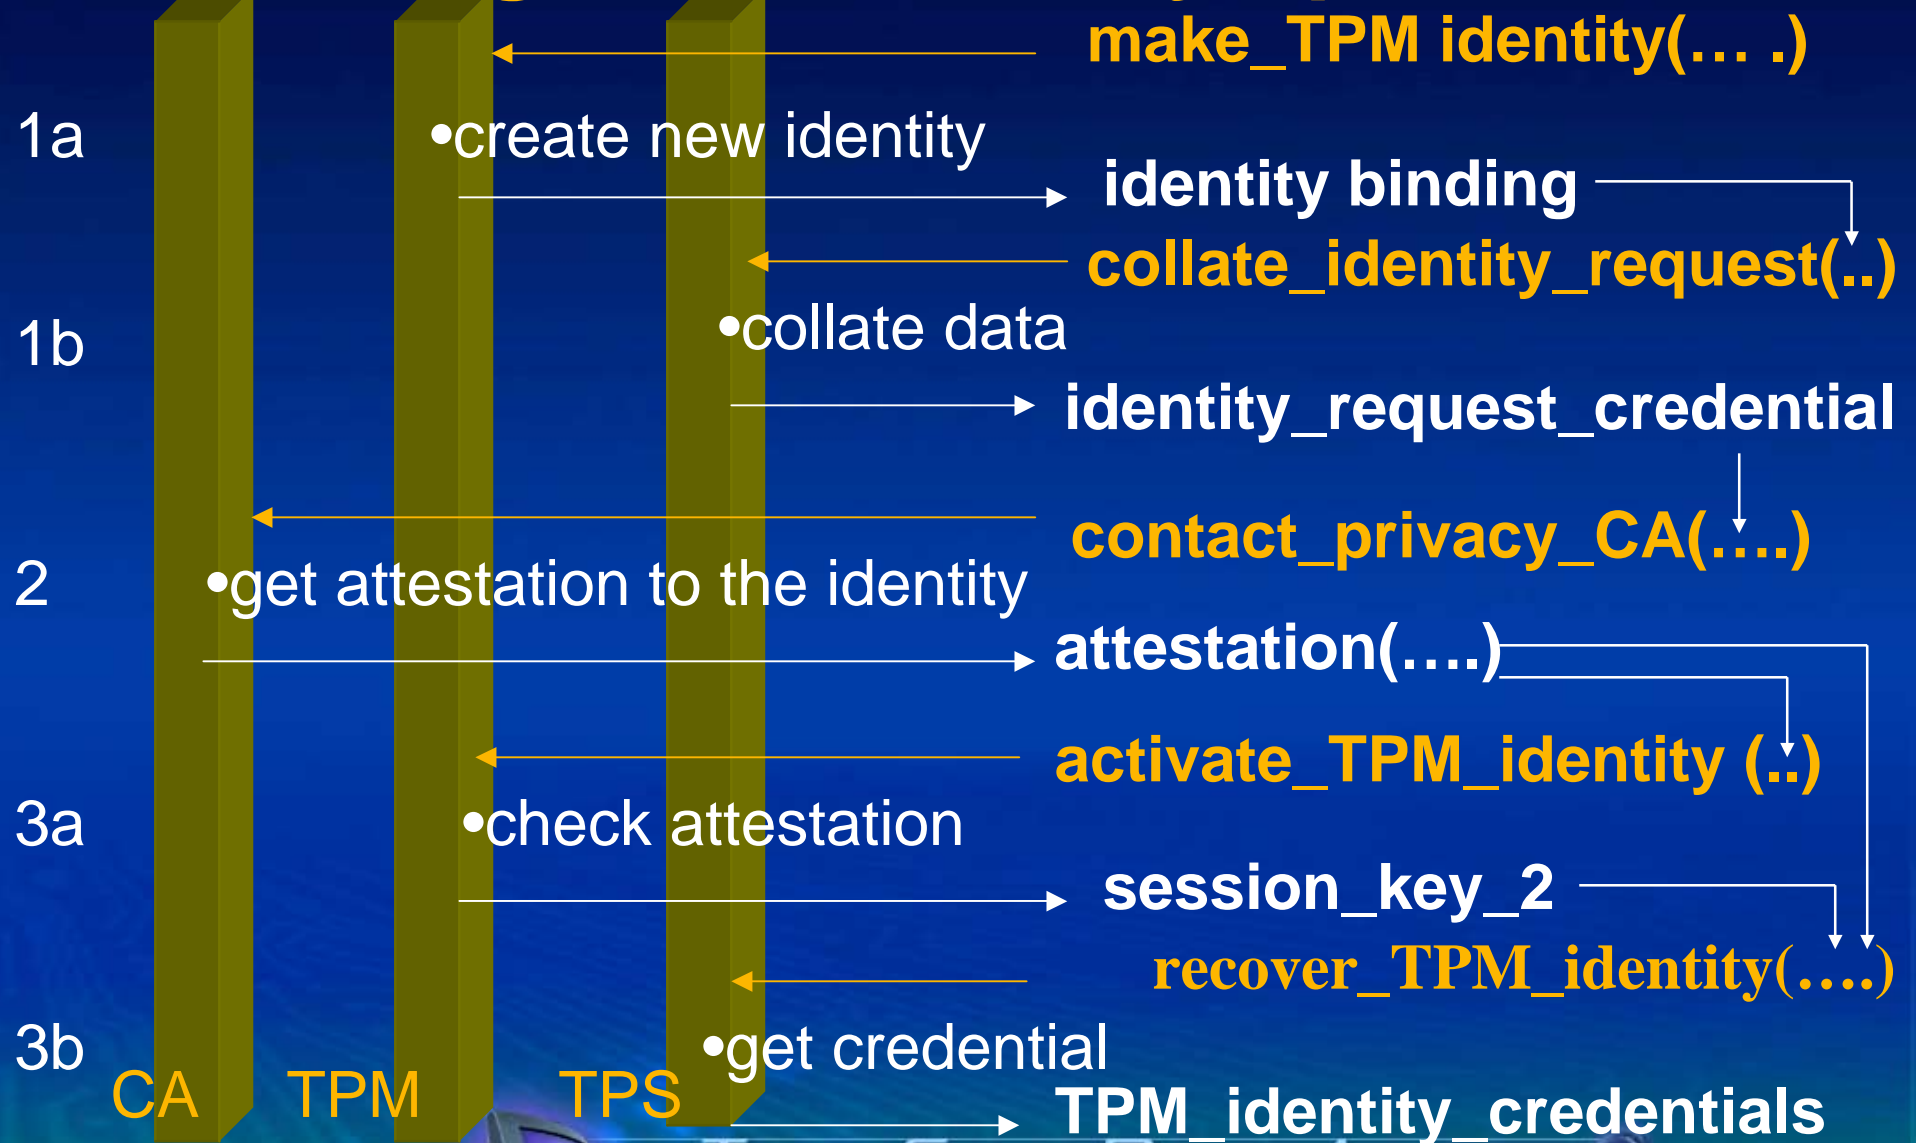 make_TPM identity(… .)
1a
•create new identity
identity binding
collate_identity_request(..)
1b
•collate data
identity_request_credential
contact_privacy_CA(….)
2
•get attestation to the identity
attestation(….)
activate_TPM_identity (..)
3a
•check attestation
session_key_2
recover_TPM_identity(….)
3b
•get credential
CA TPM TPS
TPM_identity_credentials